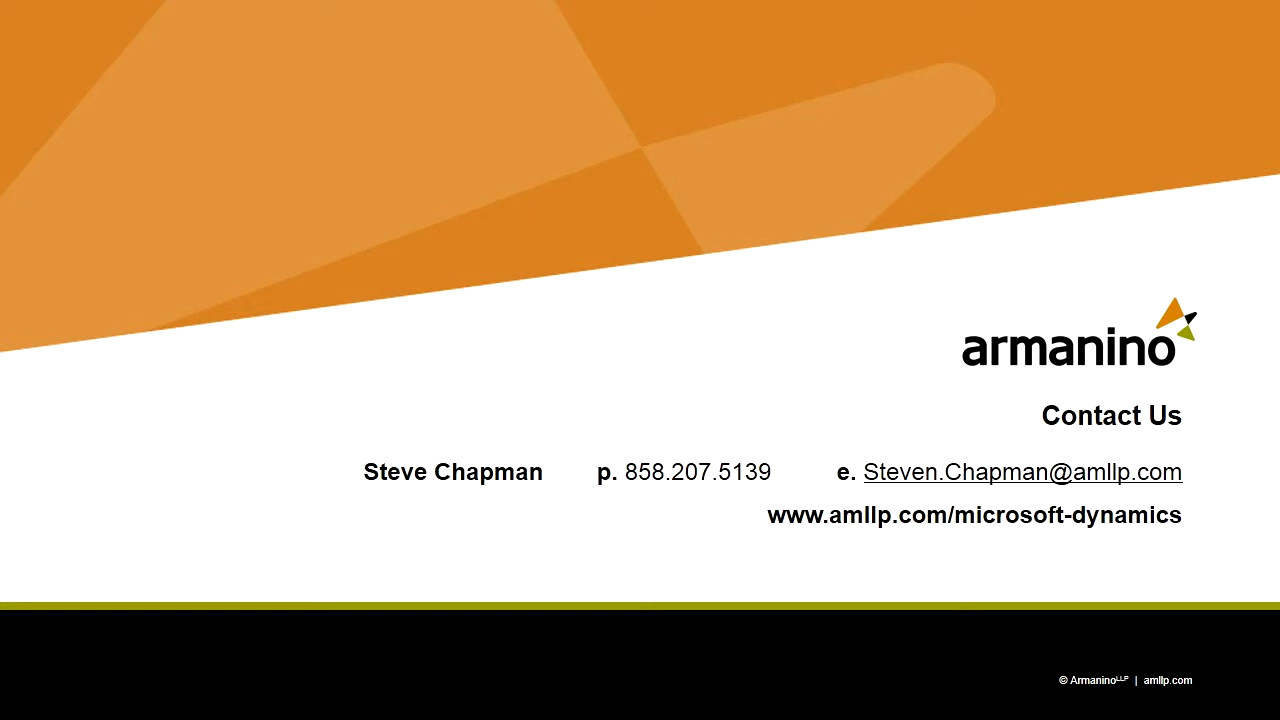 armanino
Contact Us
Steve Chapman p. 858.207.5139 e. Steven.Chapman@amllp.com
www.amllp.com/microsoft-dynamics
© ArmaninoLLP | amllp.com